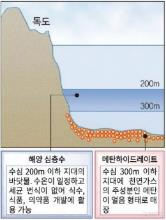 독도
200m
300m
해양 심층수
수심 200m 이하 지대의
바닷물. 수온이 일정하고
세균 번식이 없어 식수,
식품, 의약품 개발에 활
용 가능
메탄하이드레이트
수심 300m 이하
지대에 천연가스
의 주성분인 메탄
이 얼음 형태로 매
장